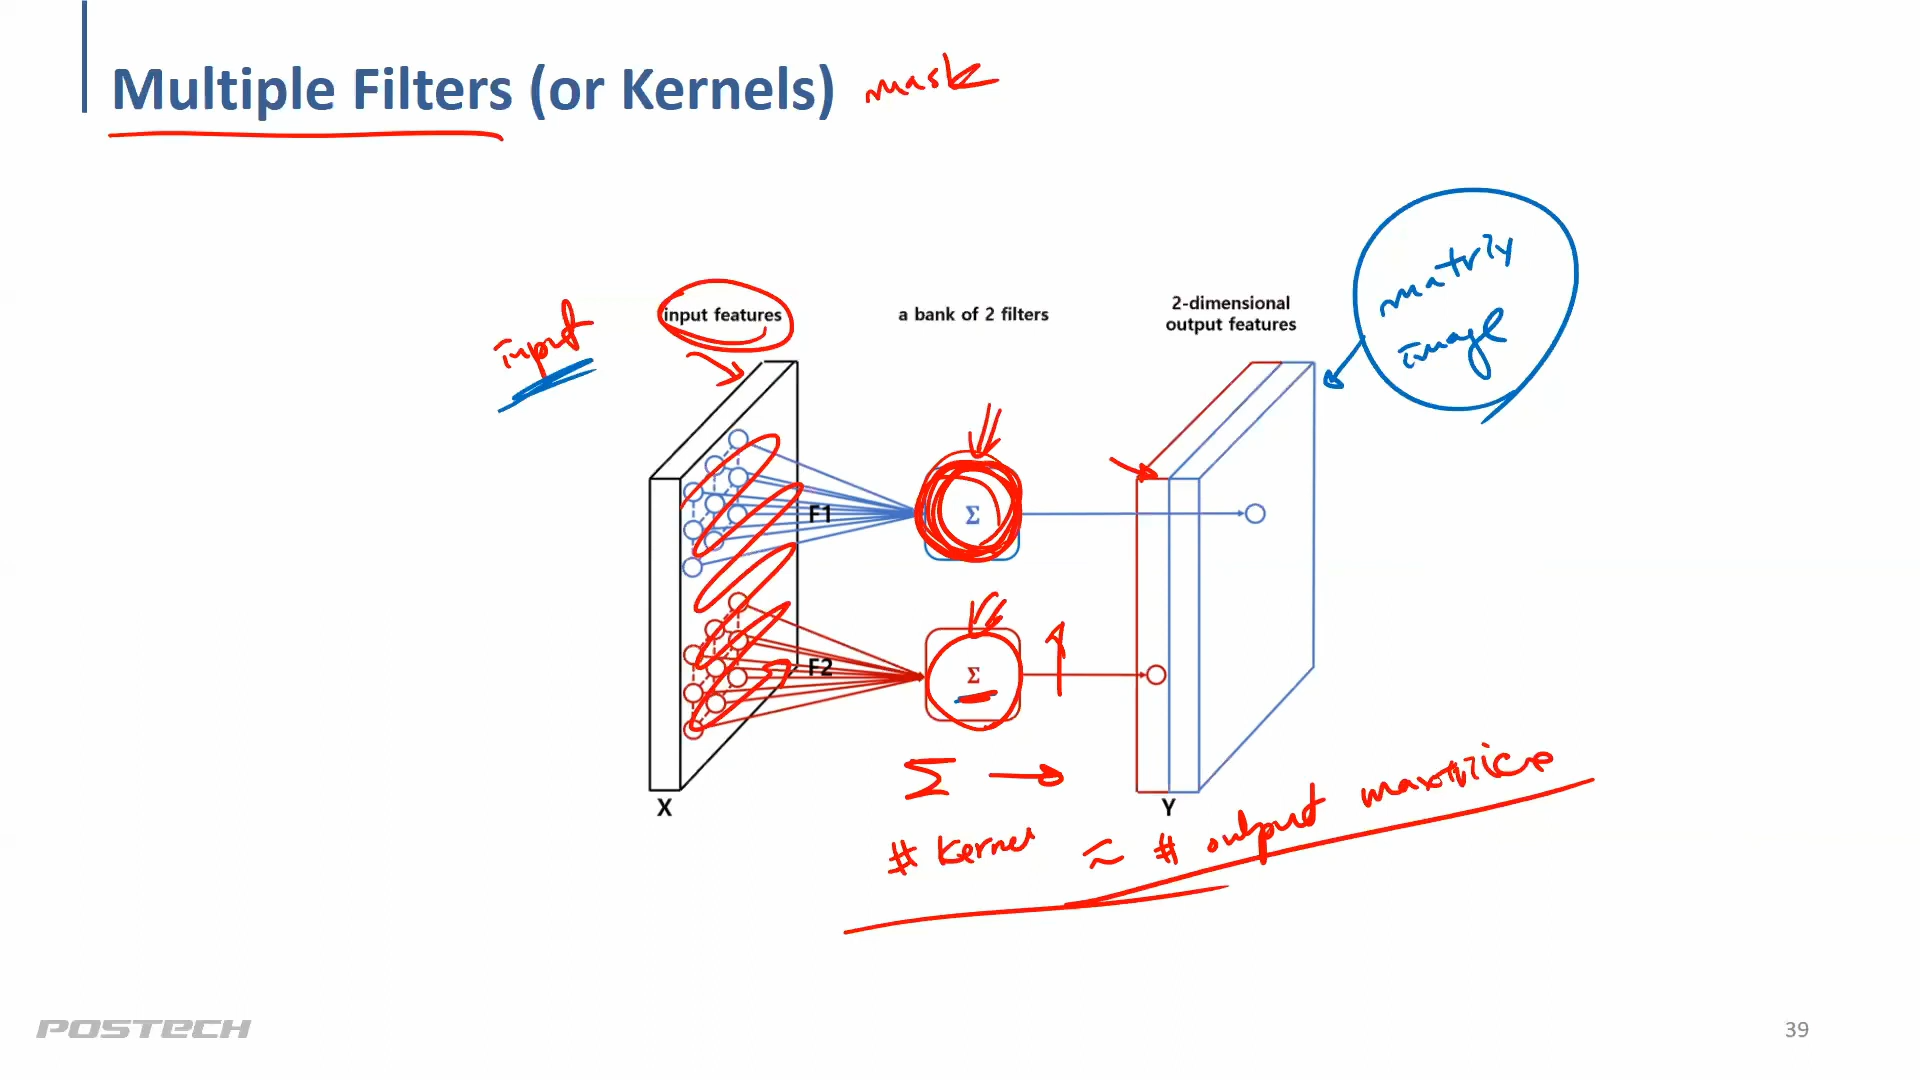 Multiple Filters (or Kernels) mask
input
input features
a bank of 2 filters
2-dimensional
output features
matrix
image
F1
Σ
F2
Σ
Σ →
X
Y
# Kernel ≈ # output matrices
POSTECH
39